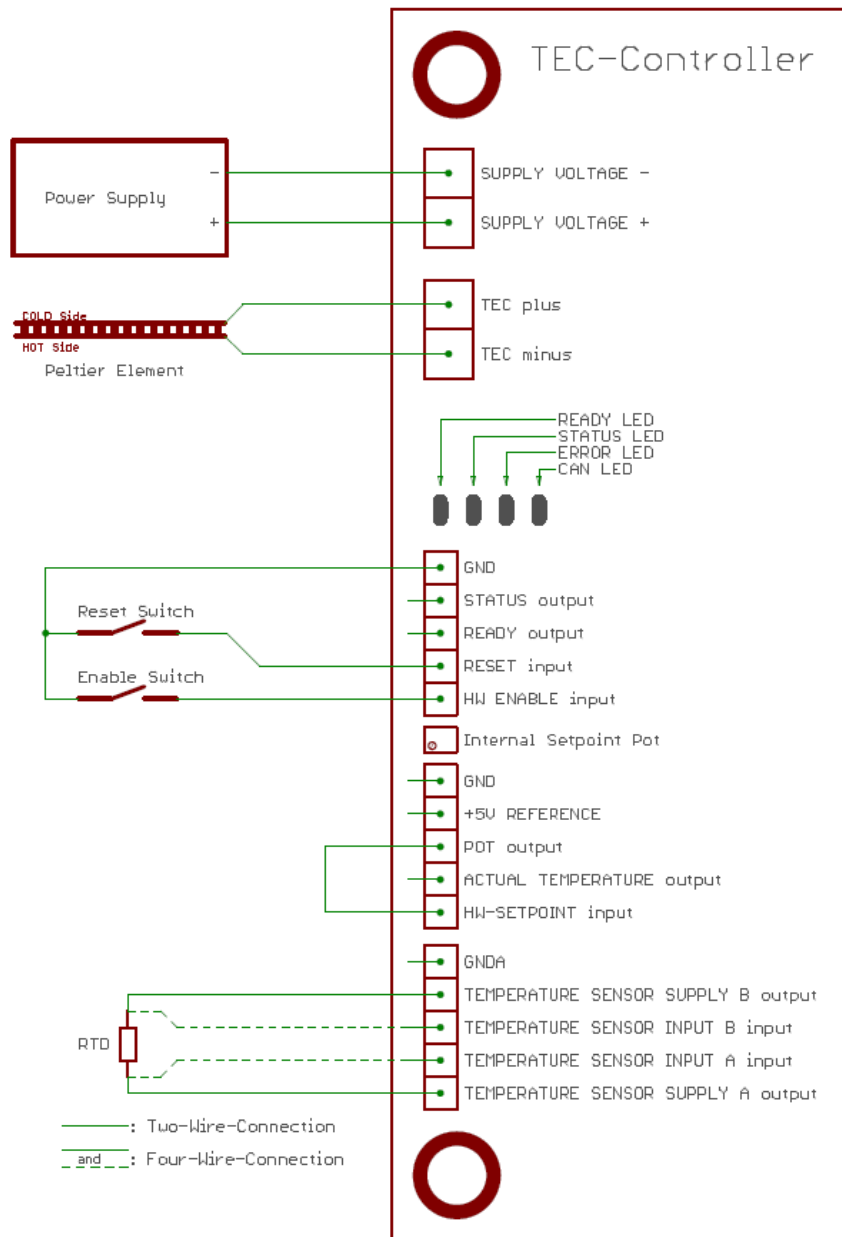 TEC-Controller
-
SUPPLY VOLTAGE -
Power Supply
+
SUPPLY VOLTAGE +
COLD Side
TEC plus
HOT Side
TEC minus
Peltier Element
READY LED
STATUS LED
ERROR LED
CAN LED
GND
STATUS output
Reset Switch
READY output
RESET input
Enable Switch
HW ENABLE input
Internal Setpoint Pot
GND
+5V REFERENCE
POT output
ACTUAL TEMPERATURE output
HW-SETPOINT input
GNDA
TEMPERATURE SENSOR SUPPLY B output
TEMPERATURE SENSOR INPUT B input
RTD
TEMPERATURE SENSOR INPUT A input
TEMPERATURE SENSOR SUPPLY A output
: Two-Wire-Connection
and : Four-Wire-Connection